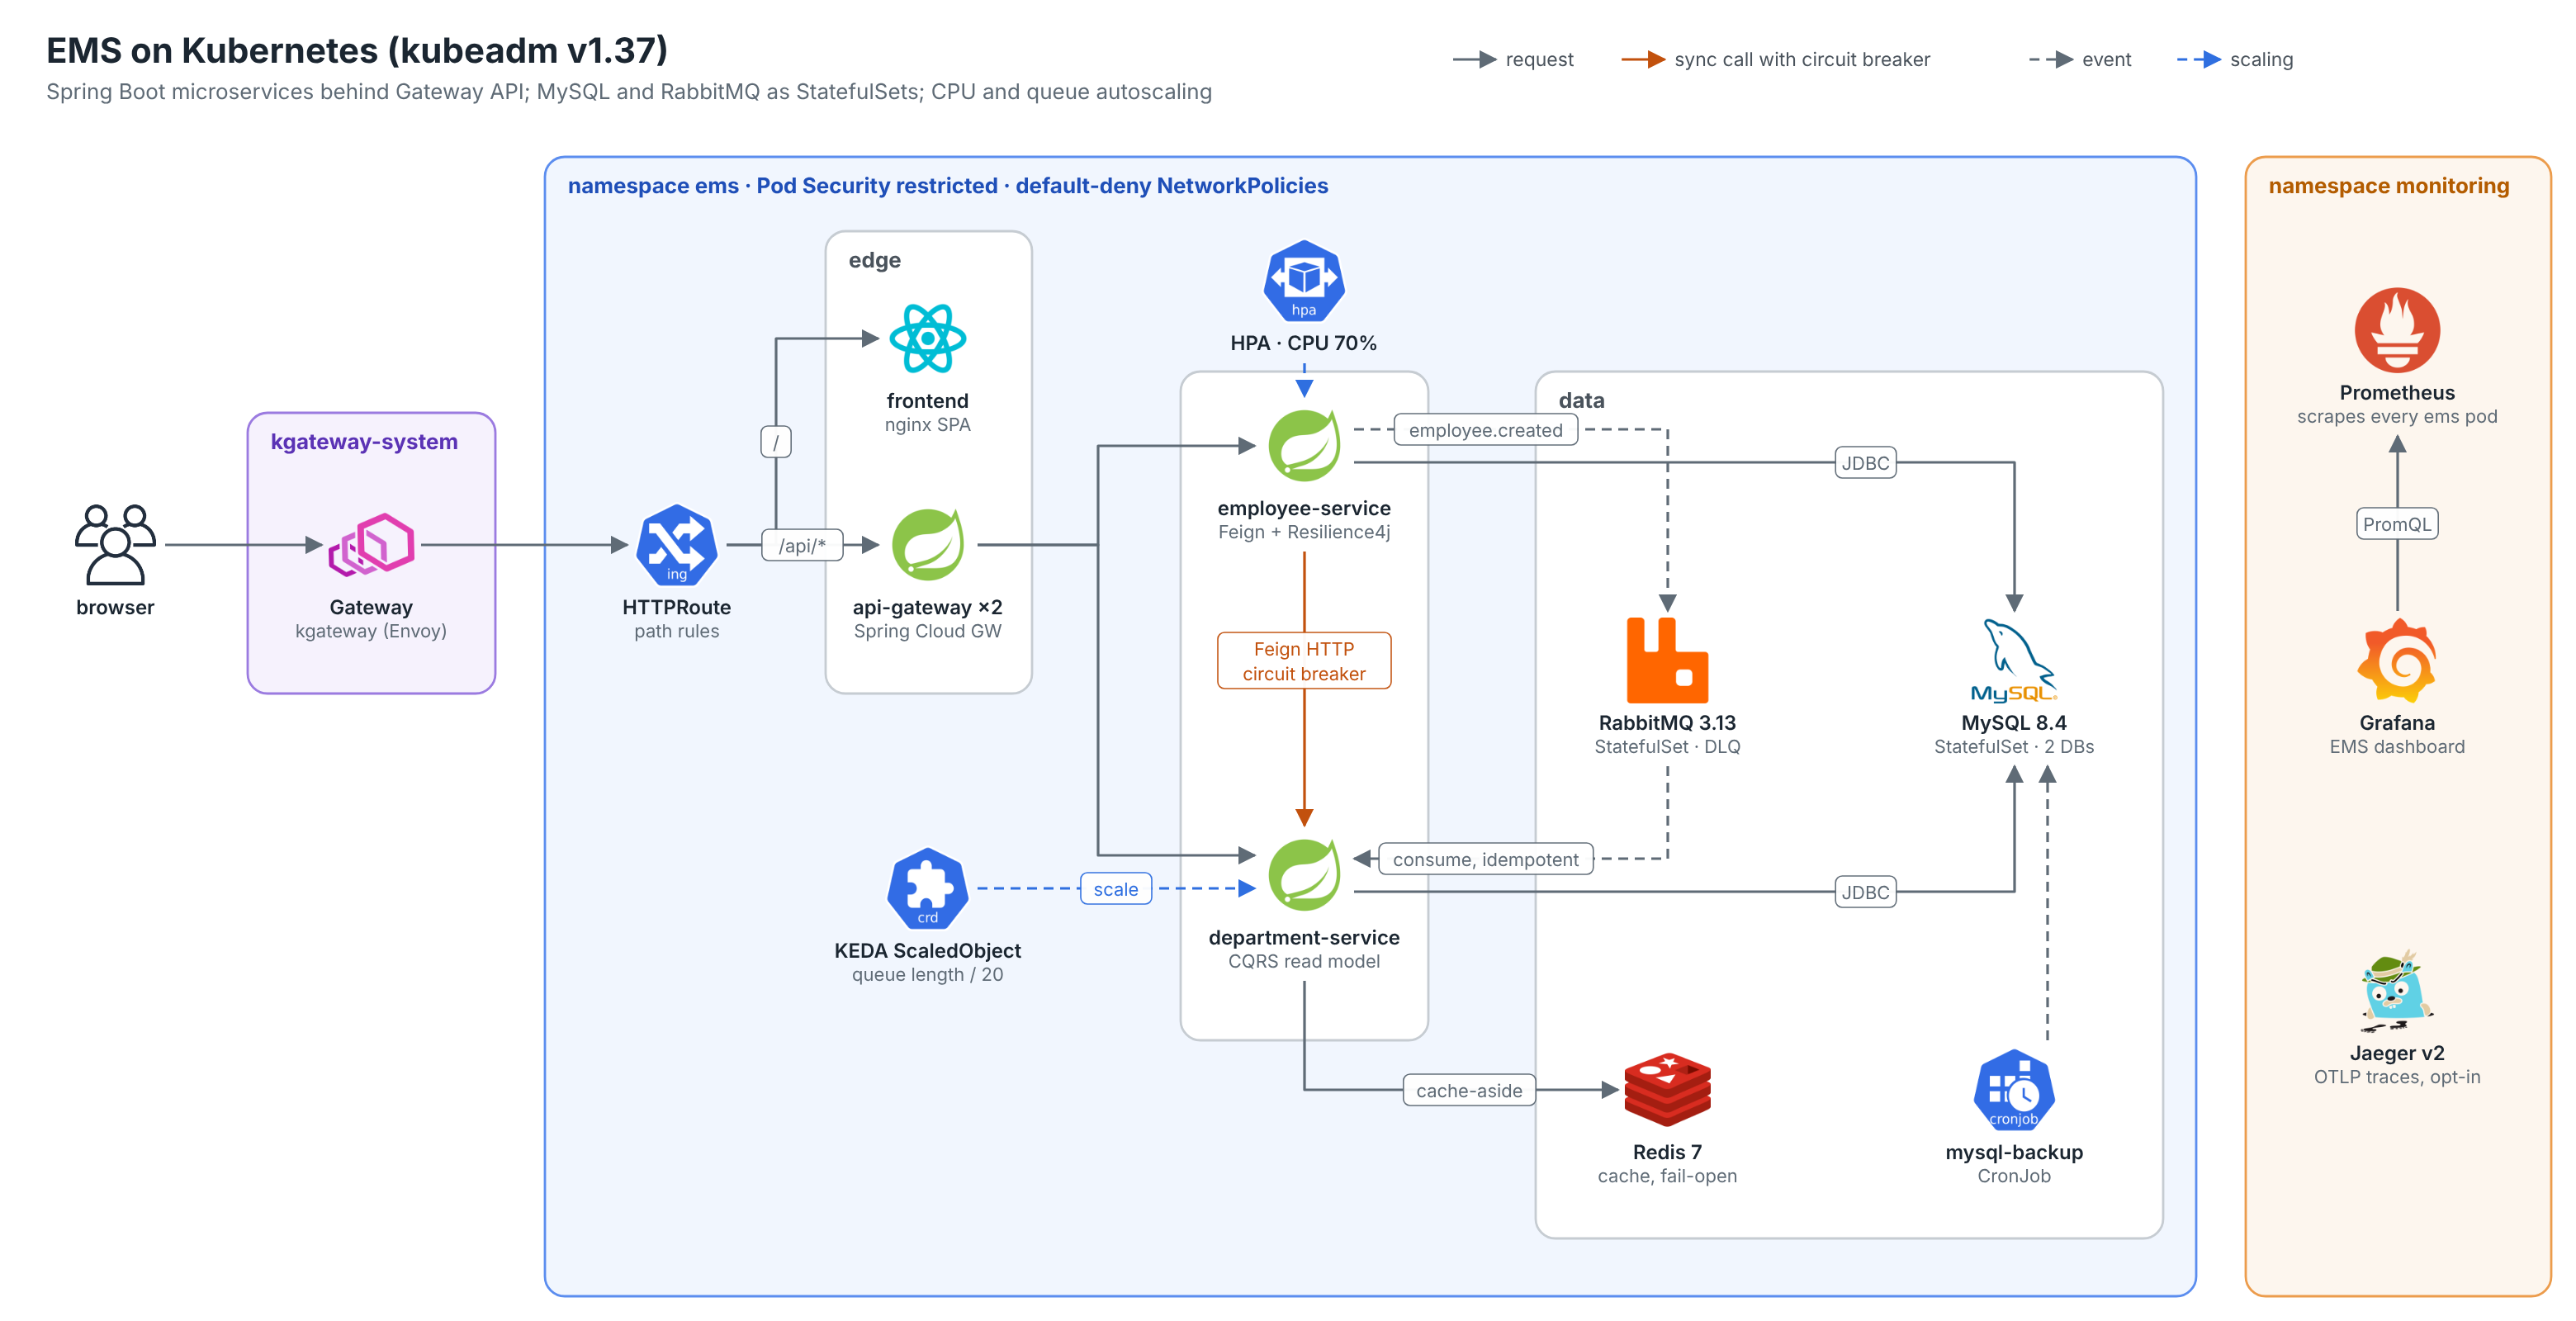 EMS on Kubernetes (kubeadm v1.37)
Spring Boot microservices behind Gateway API; MySQL and RabbitMQ as StatefulSets; CPU and queue autoscaling
request
sync call with circuit breaker
event
scaling
namespace ems · Pod Security restricted · default-deny NetworkPolicies
namespace monitoring
kgateway-system
browser
Gateway
kgateway (Envoy)
ing
HTTPRoute
path rules
/
/api/*
edge
frontend
nginx SPA
api-gateway ×2
Spring Cloud GW
hpa
HPA · CPU 70%
employee-service
Feign + Resilience4j
Feign HTTP
circuit breaker
crd
KEDA ScaledObject
queue length / 20
scale
department-service
CQRS read model
data
employee.created
JDBC
RabbitMQ 3.13
StatefulSet · DLQ
MySQL
MySQL 8.4
StatefulSet · 2 DBs
consume, idempotent
JDBC
cache-aside
Redis 7
cache, fail-open
cronjob
mysql-backup
CronJob
Prometheus
scrapes every ems pod
PromQL
Grafana
EMS dashboard
Jaeger v2
OTLP traces, opt-in